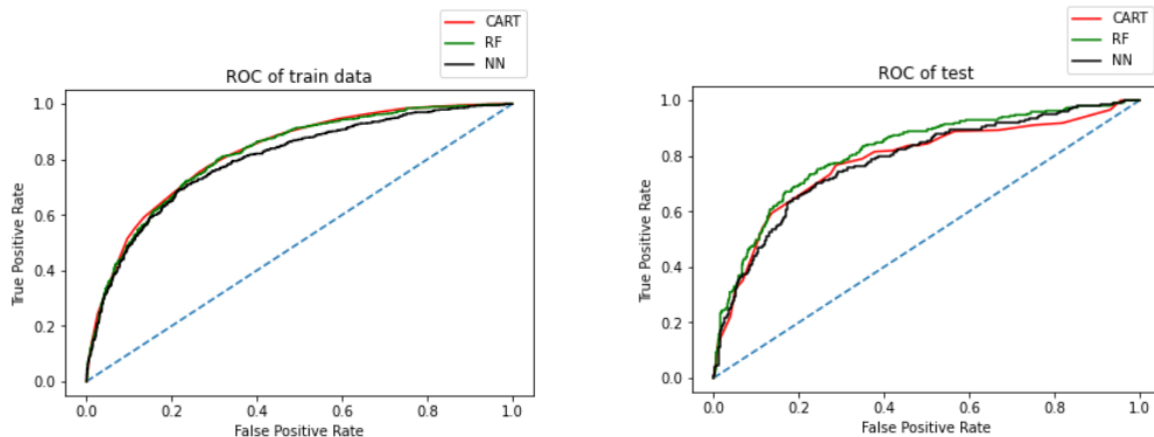 CART
RF
NN
ROC of train data
1.0
0.8
0.6
0.4
0.2
0.0
True Positive Rate
0.0 0.2 0.4 0.6 0.8 1.0
False Positive Rate
CART
RF
NN
ROC of test
1.0
0.8
0.6
0.4
0.2
0.0
True Positive Rate
0.0 0.2 0.4 0.6 0.8 1.0
False Positive Rate